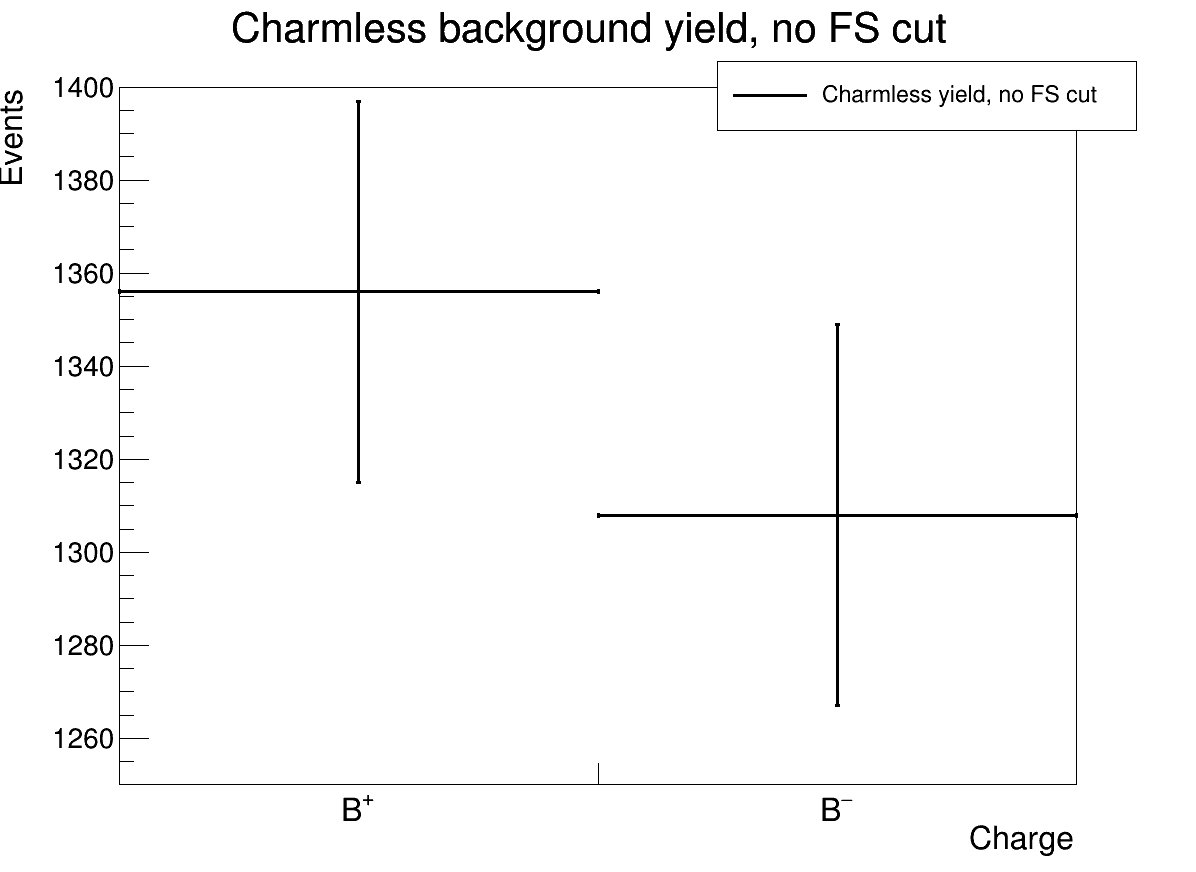 Charmless background yield, no FS cut
Charmless yield, no FS cut
Events
1400
1380
1360
1340
1320
1300
1280
1260
B⁺
B⁻
Charge